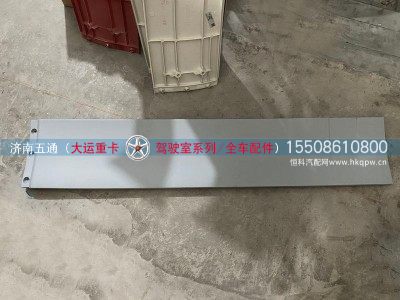 济南五通（大运重卡 驾驶室系列 全车配件）15508610800
恒科汽配网www.hkqpw.cn